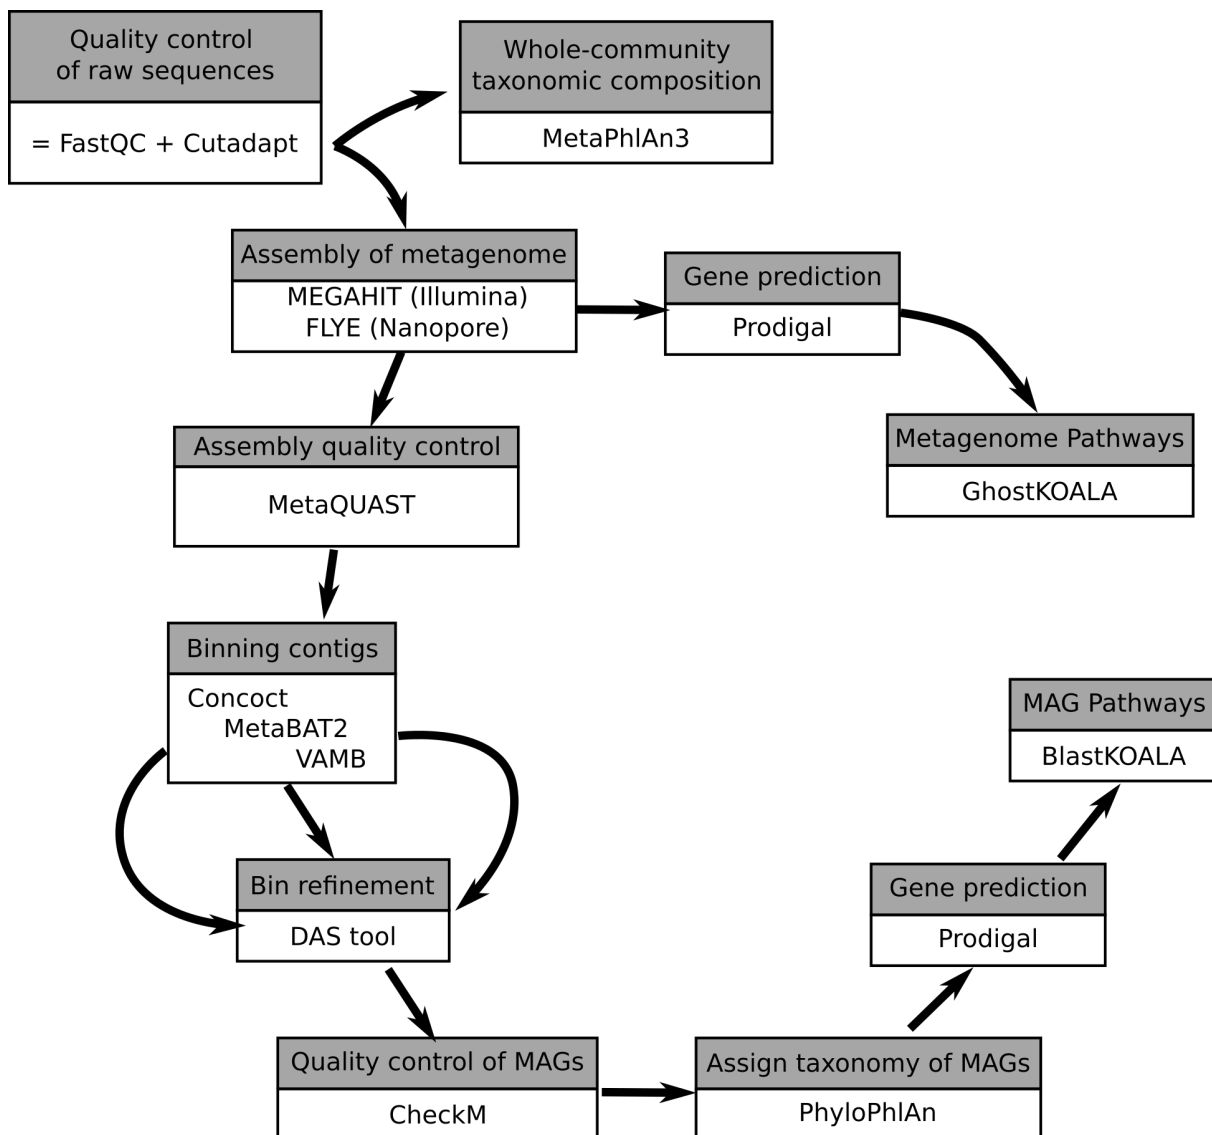 Quality control
of raw sequences
= FastQC + Cutadapt
Whole-community
taxonomic composition
MetaPhlAn3
Assembly of metagenome
MEGAHIT (Illumina)
FLYE (Nanopore)
Gene prediction
Prodigal
Metagenome Pathways
GhostKOALA
Assembly quality control
MetaQUAST
Binning contigs
Concoct
MetaBAT2
VAMB
Bin refinement
DAS tool
Quality control of MAGs
CheckM
Assign taxonomy of MAGs
PhyloPhlAn
Gene prediction
Prodigal
MAG Pathways
BlastKOALA